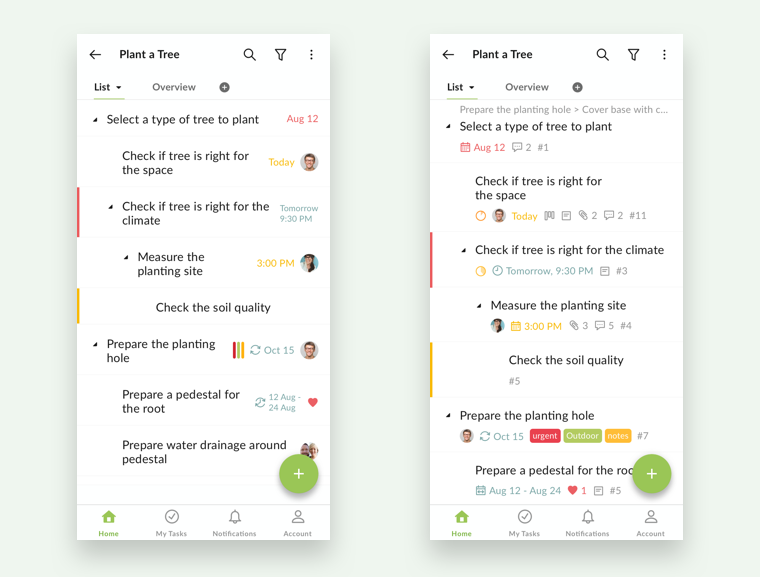 Plant a Tree
List
Overview
Select a type of tree to plant
Aug 12
Check if tree is right for
the space
Today
Check if tree is right for the
climate
Tomorrow
9:30 PM
Measure the
planting site
3:00 PM
Check the soil quality
Prepare the planting
hole
Oct 15
Prepare a pedestal for
the root
12 Aug -
24 Aug
Prepare water drainage around
pedestal
Home
My Tasks
Notifications
Account
Plant a Tree
List
Overview
Prepare the planting hole > Cover base with c...
Select a type of tree to plant
Aug 12 2 #1
Check if tree is right for
the space
Today 2 2 #11
Check if tree is right for the climate
Tomorrow, 9:30 PM #3
Measure the planting site
3:00 PM 3 5 #4
Check the soil quality
#5
Prepare the planting hole
Oct 15 urgent Outdoor notes #7
Prepare a pedestal for the
Aug 12 - Aug 24 1 #5
Home
My Tasks
Notifications
Account